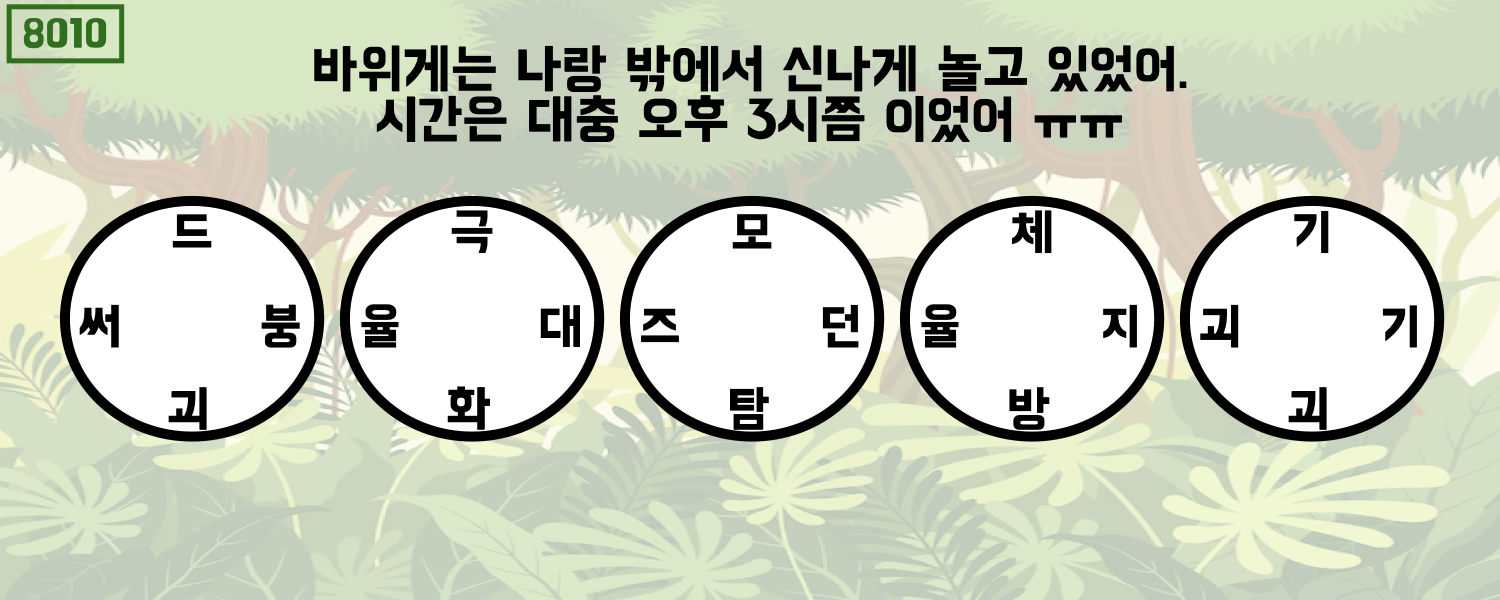 8010
바위게는 나랑 밖에서 신나게 놀고 있었어.
시간은 대충 오후 3시쯤 이었어 ㅠㅠ
드 극 모 체 기
써 붕 율 대 즈 던 율 지 괴 기
괴 화 탐 방 괴